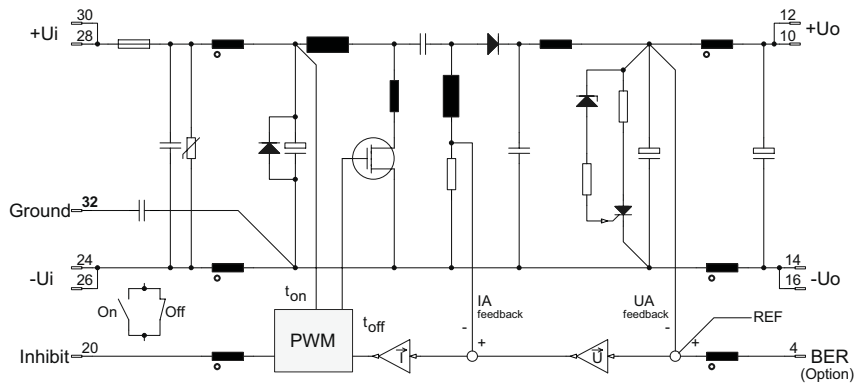 30
+Ui
28
12
+Uo
10
Ground
32
24
-Ui
26
14
-Uo
16
ton
IA
feedback
UA
feedback
On
Off
toff
-
+
-
+
REF
PWM
I
U
Inhibit
20
4
BER
(Option)